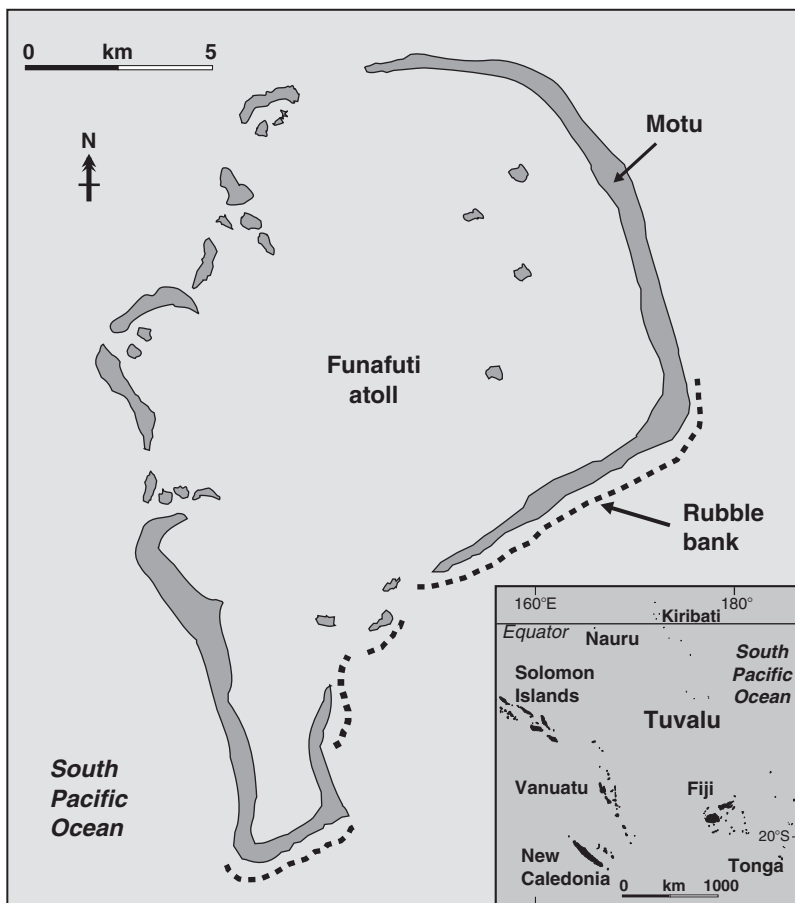 0 km 5
N
Motu
Funafuti
atoll
Rubble
bank
South
Pacific
Ocean
160°E 180°
Kiribati
Equator
Nauru
South
Pacific
Ocean
Solomon
Islands
Tuvalu
Vanuatu
Fiji
20°S
New
Caledonia
Tonga
0 km 1000